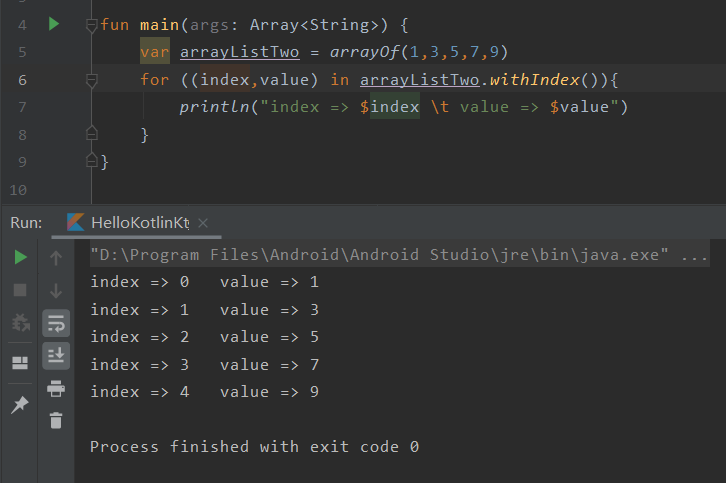 4 fun main(args: Array<String>) {
5 var arrayListTwo = arrayOf(1,3,5,7,9)
6 for ((index,value) in arrayListTwo.withIndex()){
7 println("index => $index \t value => $value")
8 }
9 }
10
Run: HelloKotlinKt ×
"D:\Program Files\Android\Android Studio\jre\bin\java.exe" ...
index => 0 value => 1
index => 1 value => 3
index => 2 value => 5
index => 3 value => 7
index => 4 value => 9
Process finished with exit code 0